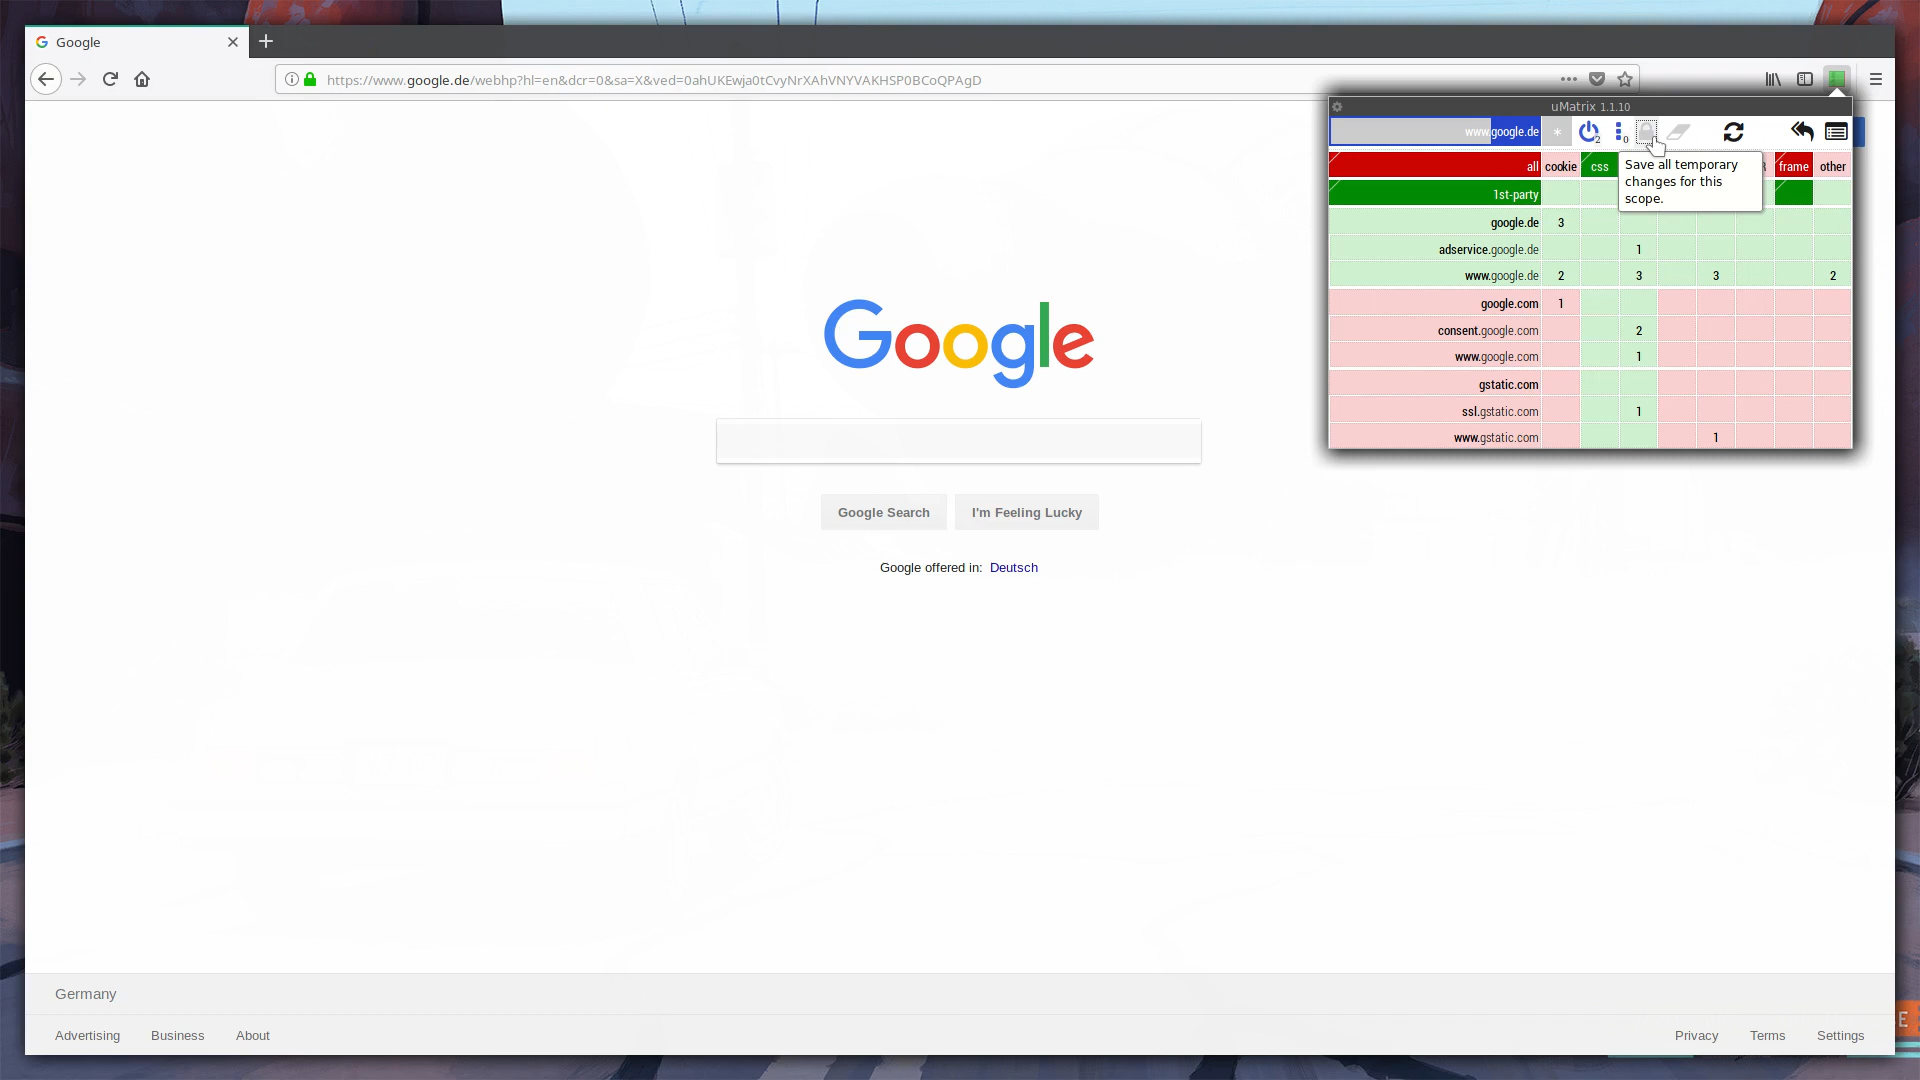 Google
https://www.google.de/webhp?hl=en&dcr=0&sa=X&ved=0ahUKEwja0tCvyNrXAhVNYVAKHSP0BCoQPAgD
uMatrix 1.1.10
www.google.de * 2 0
all cookie css frame other
Save all temporary
changes for this
scope.
1st-party
google.de 3
adservice.google.de 1
www.google.de 2 3 3 2
google.com 1
consent.google.com 2
www.google.com 1
gstatic.com
ssl.gstatic.com 1
www.gstatic.com 1
Google
Google Search I'm Feeling Lucky
Google offered in: Deutsch
Germany
Advertising Business About
Privacy Terms Settings
E